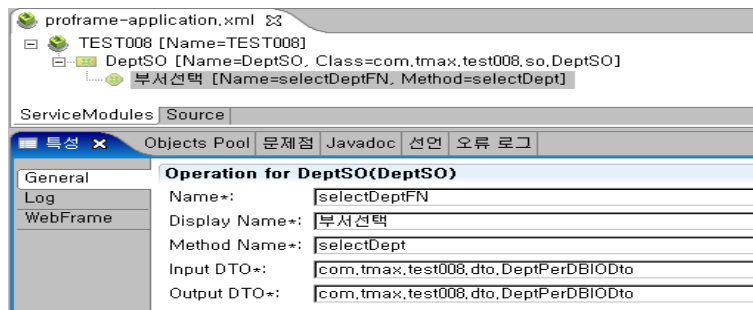 proframe-application.xml
TEST008 [Name=TEST008]
DeptSO [Name=DeptSO, Class=com.tmax.test008.so.DeptSO]
부서선택 [Name=selectDeptFN, Method=selectDept]
ServiceModules Source
특성 Objects Pool 문제점 Javadoc 선언 오류 로그
General
Log
WebFrame
Operation for DeptSO(DeptSO)
Name*: selectDeptFN
Display Name*: 부서선택
Method Name*: selectDept
Input DTO*: com.tmax.test008.dto.DeptPerDBIODto
Output DTO*: com.tmax.test008.dto.DeptPerDBIODto